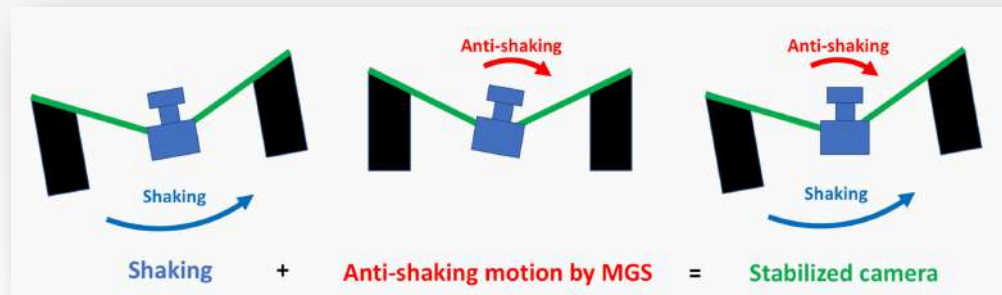 Anti-shaking
Anti-shaking
Shaking
Shaking
Shaking + Anti-shaking motion by MGS = Stabilized camera